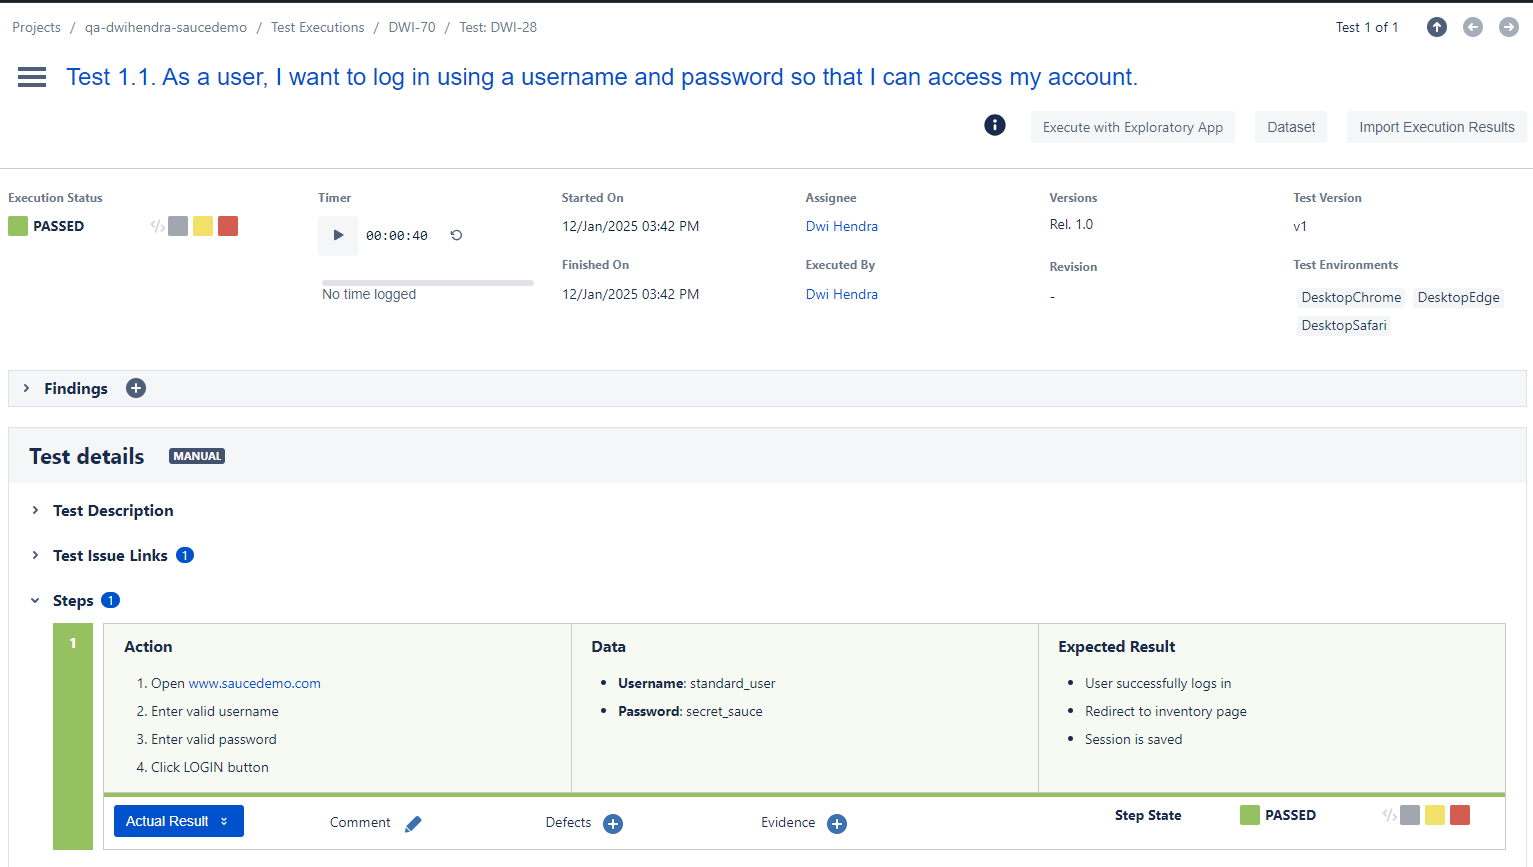 Projects / qa-dwihendra-saucedemo / Test Executions / DWI-70 / Test: DWI-28
Test 1 of 1
Test 1.1. As a user, I want to log in using a username and password so that I can access my account.
Execute with Exploratory App
Dataset
Import Execution Results
Execution Status
PASSED
Timer
00:00:40
No time logged
Started On
12/Jan/2025 03:42 PM
Finished On
12/Jan/2025 03:42 PM
Assignee
Dwi Hendra
Executed By
Dwi Hendra
Versions
Rel. 1.0
Revision
-
Test Version
v1
Test Environments
DesktopChrome DesktopEdge
DesktopSafari
Findings
Test details MANUAL
Test Description
Test Issue Links 1
Steps 1
1
Action
1. Open www.saucedemo.com
2. Enter valid username
3. Enter valid password
4. Click LOGIN button
Data
• Username: standard_user
• Password: secret_sauce
Expected Result
• User successfully logs in
• Redirect to inventory page
• Session is saved
Actual Result
Comment
Defects
Evidence
Step State
PASSED